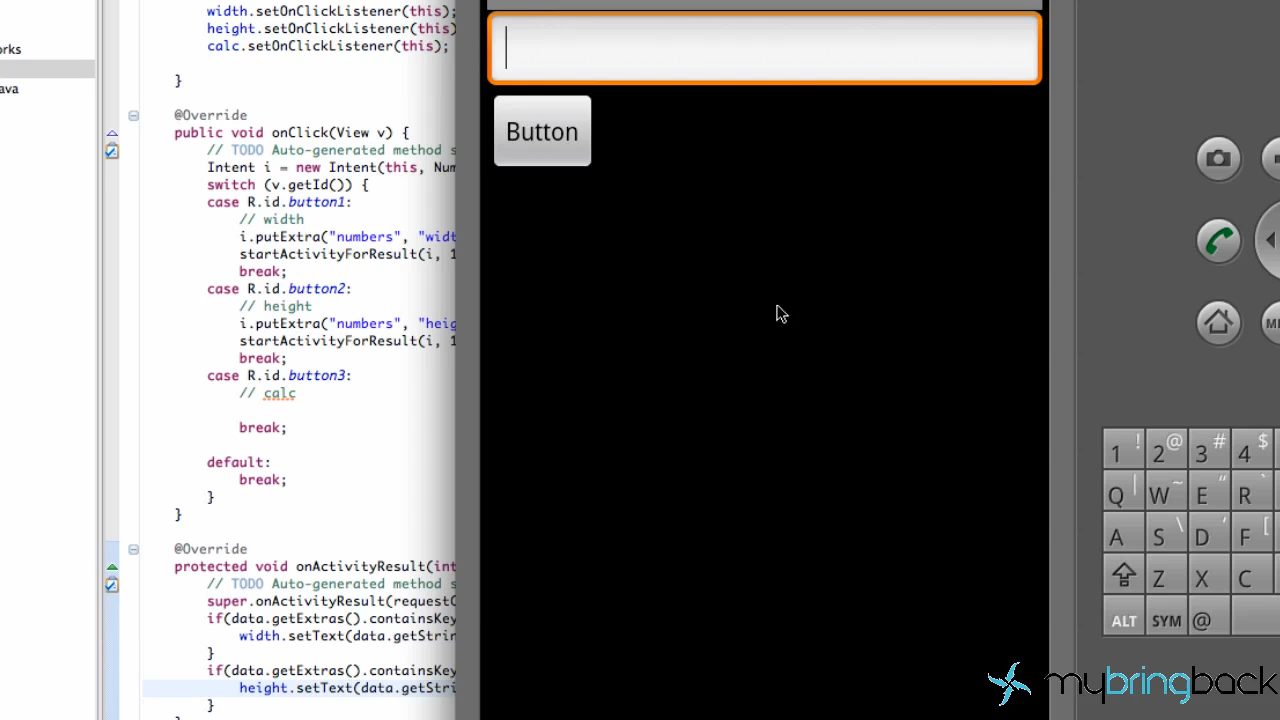 width.setOnClickListener(this);
orks
height.setOnClickListener(this)
calc.setOnClickListener(this);
ava
}
@Override
public void onClick(View v) {
// TODO Auto-generated method s
Intent i = new Intent(this, Num
switch (v.getId()) {
case R.id.button1:
// width
i.putExtra("numbers", "widt
startActivityForResult(i, 1
break;
case R.id.button2:
// height
i.putExtra("numbers", "heig
startActivityForResult(i, 1
break;
case R.id.button3:
// calc
break;
default:
break;
}
}
@Override
protected void onActivityResult(int
// TODO Auto-generated method s
super.onActivityResult(requestC
if(data.getExtras().containsKey
width.setText(data.getStrin
}
if(data.getExtras().containsKey
height.setText(data.getStri
}
Button
ME
1 ! 2 @ 3 # 4 $
Q | W ~ E “ R `
A S \ D ‘ F [
Z X C
ALT SYM @
mybringback